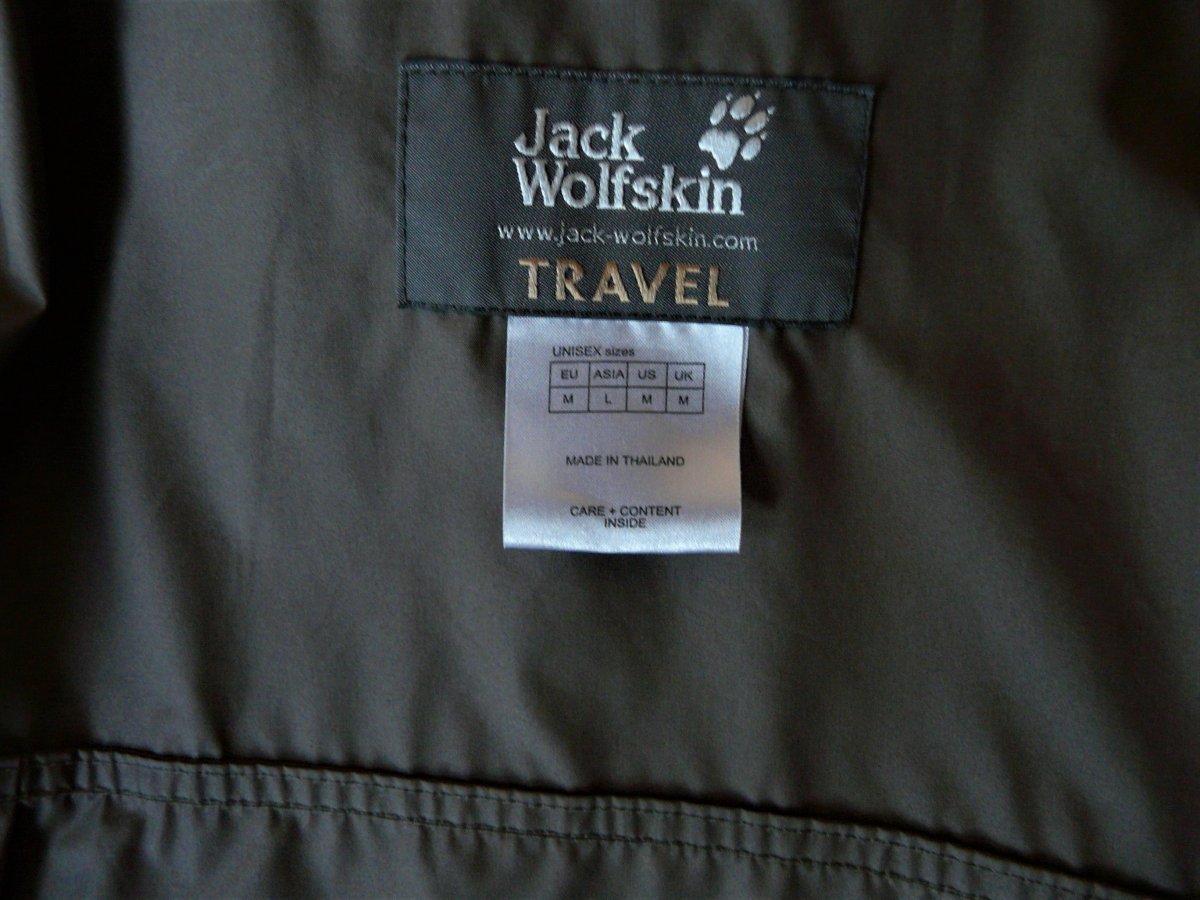 Jack
Wolfskin
www.jack-wolfskin.com
TRAVEL
UNISEX sizes
EU ASIA US UK
M L M M
MADE IN THAILAND
CARE + CONTENT
INSIDE